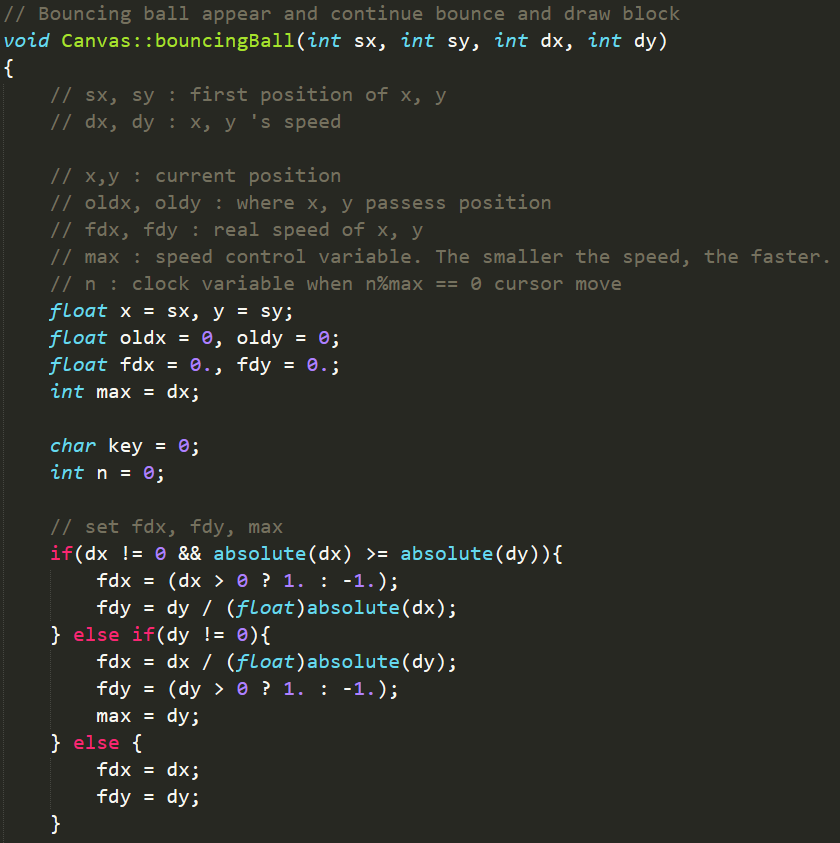 // Bouncing ball appear and continue bounce and draw block
void Canvas::bouncingBall(int sx, int sy, int dx, int dy)
{
    // sx, sy : first position of x, y
    // dx, dy : x, y 's speed

    // x,y : current position
    // oldx, oldy : where x, y passess position
    // fdx, fdy : real speed of x, y
    // max : speed control variable. The smaller the speed, the faster.
    // n : clock variable when n%max == 0 cursor move
    float x = sx, y = sy;
    float oldx = 0, oldy = 0;
    float fdx = 0., fdy = 0.;
    int max = dx;

    char key = 0;
    int n = 0;

    // set fdx, fdy, max
    if(dx != 0 && absolute(dx) >= absolute(dy)){
        fdx = (dx > 0 ? 1. : -1.);
        fdy = dy / (float)absolute(dx);
    } else if(dy != 0){
        fdx = dx / (float)absolute(dy);
        fdy = (dy > 0 ? 1. : -1.);
        max = dy;
    } else {
        fdx = dx;
        fdy = dy;
    }